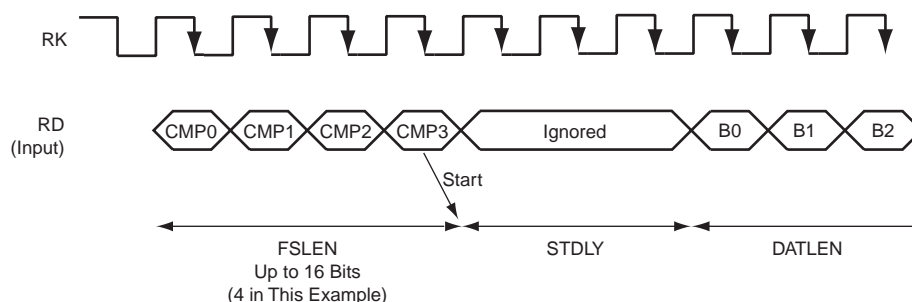 RK
RD
(Input)
CMP0 CMP1 CMP2 CMP3 Ignored B0 B1 B2
Start
FSLEN
Up to 16 Bits
(4 in This Example)
STDLY
DATLEN